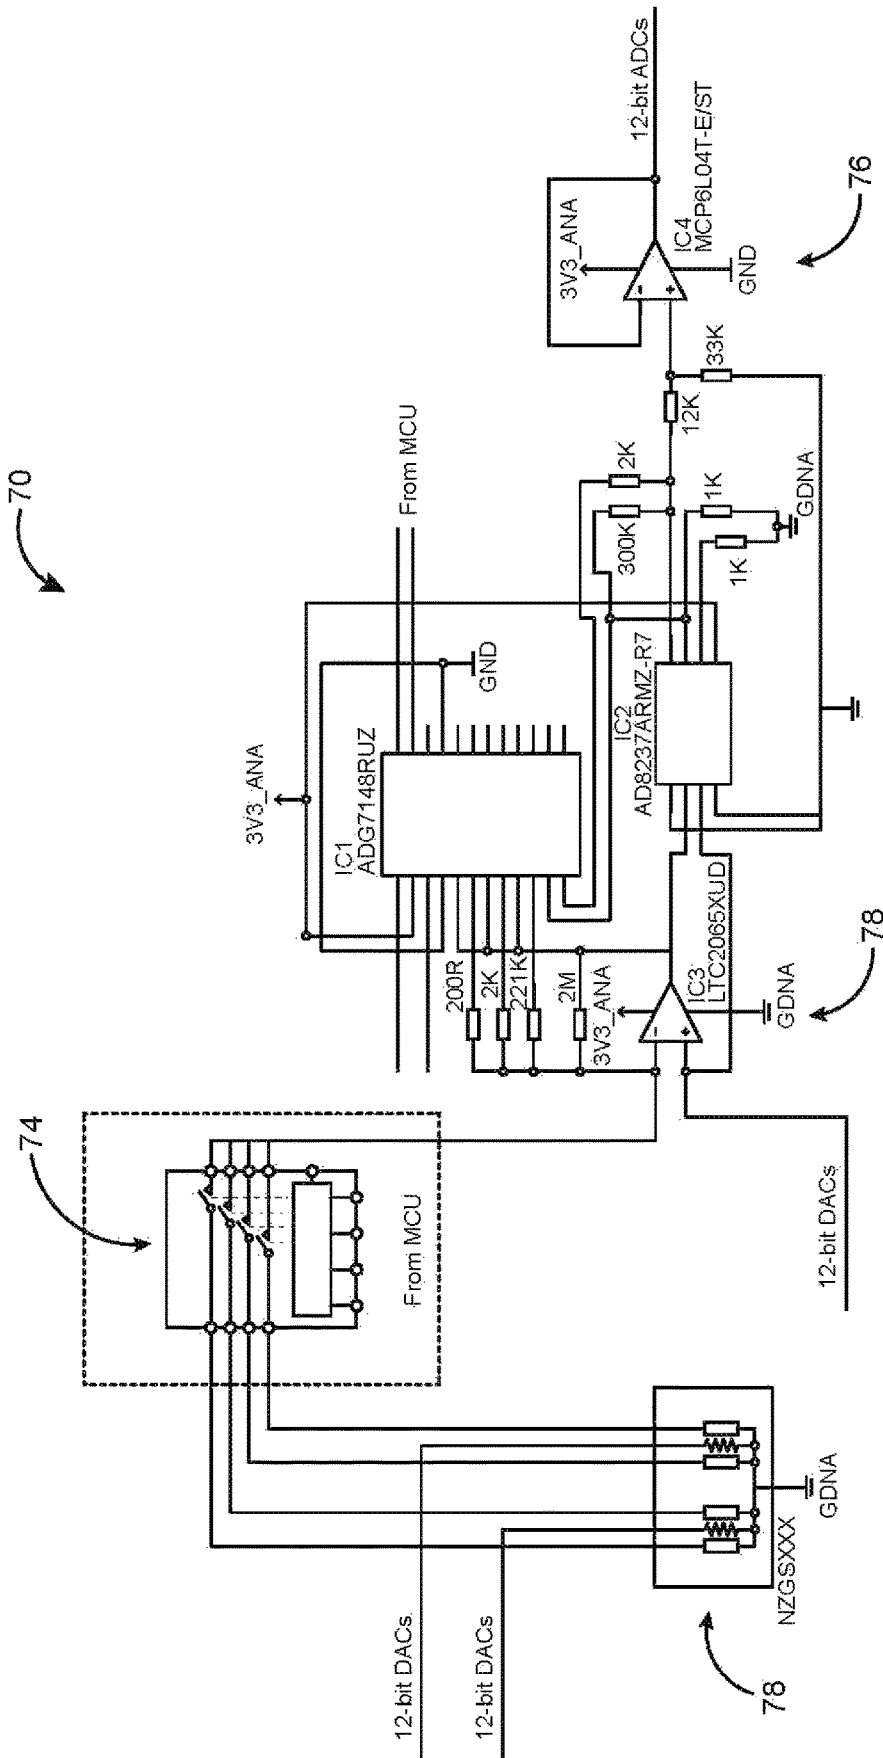 70
74
From MCU
12-bit DACs
12-bit DACs
NZGSXXX
GDNA
78
12-bit DACs
200R
2K
221K
2M
3V3_ANA
IC3
LTC2065XUD
GDNA
78
3V3_ANA
IC1
ADG7148RUZ
GND
From MCU
IC2
AD8237ARMZ-R7
300K
2K
1K
1K
GDNA
12K
33K
3V3_ANA
IC4
MCP6L04T-E/ST
GND
12-bit ADCs
76